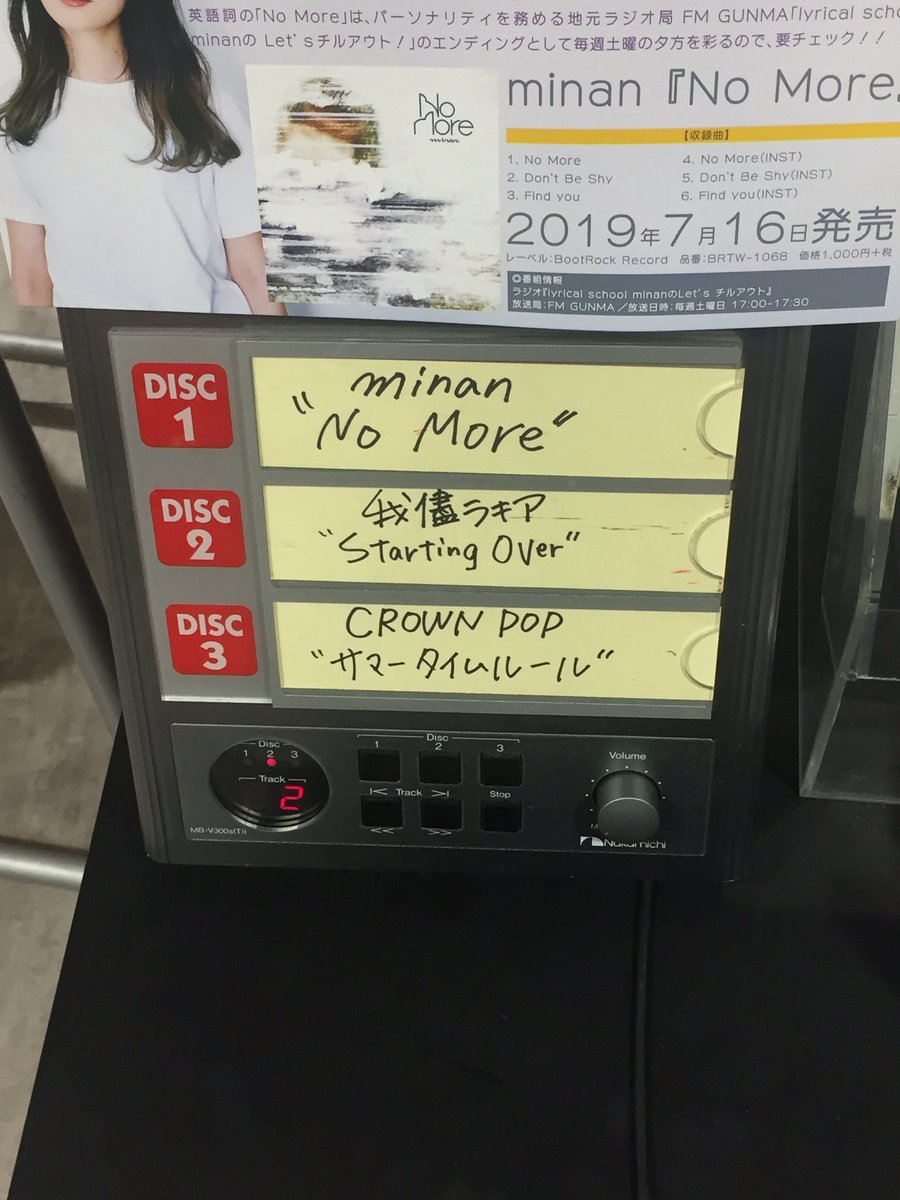 英語詞の「No More」は、パーソナリティを務める地元ラジオ局 FM GUNMA「lyrical scho
minanの Let's チルアウト!」のエンディングとして毎週土曜の夕方を彩るので、要チェック!!
No
More
minan
minan『No More』
【収録曲】
1. No More
2. Don't Be Shy
3. Find you
4. No More(INST)
5. Don't Be Shy(INST)
6. Find you(INST)
2019年7月16日発売
レーベル:BootRock Record 品番:BRTW-1068 価格1,000円+税
◎番組情報
ラジオ『lyrical school minanのLet's チルアウト』
放送局:FM GUNMA/放送日時:毎週土曜日 17:00-17:30
DISC
1
minan
"No More"
DISC
2
我儘ラキア
"Starting Over"
DISC
3
CROWN POP
"サマータイムルール"
Disc
1 2 3
Track
2
MB-V300s(Ti)
Disc
1 2 3
|< Track >|
Stop
<< >>
Volume
M
Nakamichi